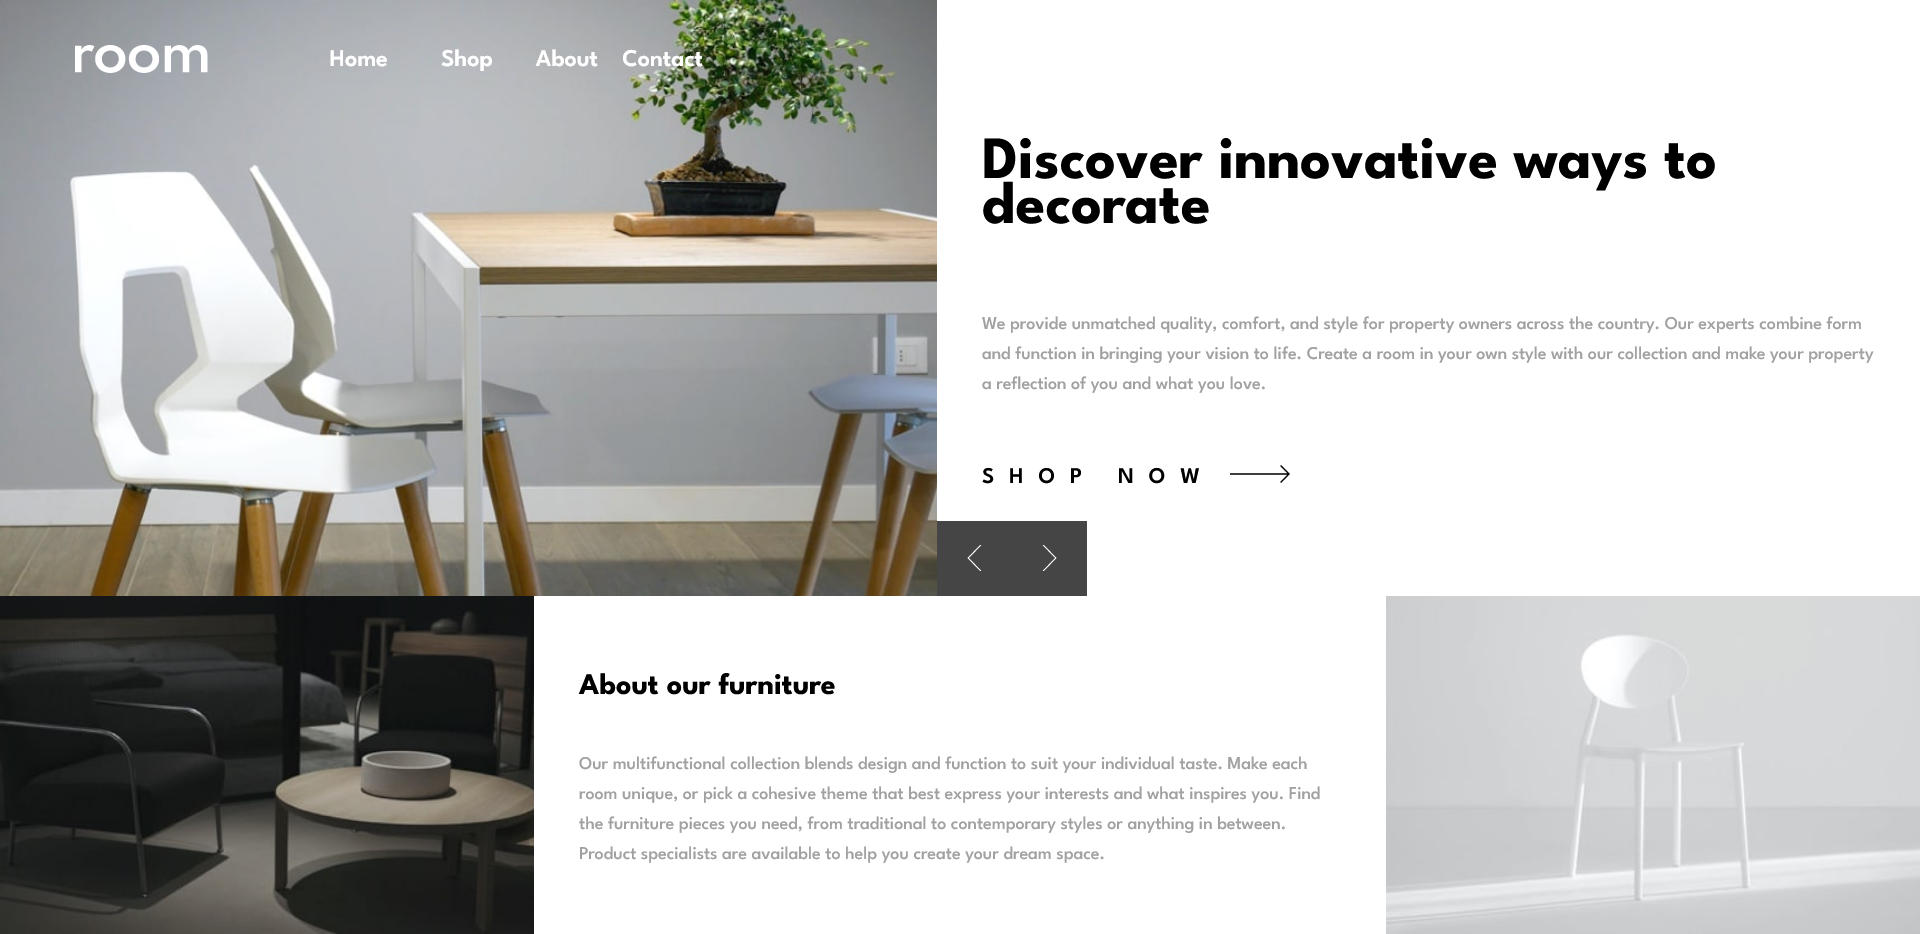 room
Home Shop About Contact
Discover innovative ways to
decorate
We provide unmatched quality, comfort, and style for property owners across the country. Our experts combine form
and function in bringing your vision to life. Create a room in your own style with our collection and make your property
a reflection of you and what you love.
SHOP NOW
About our furniture
Our multifunctional collection blends design and function to suit your individual taste. Make each
room unique, or pick a cohesive theme that best express your interests and what inspires you. Find
the furniture pieces you need, from traditional to contemporary styles or anything in between.
Product specialists are available to help you create your dream space.